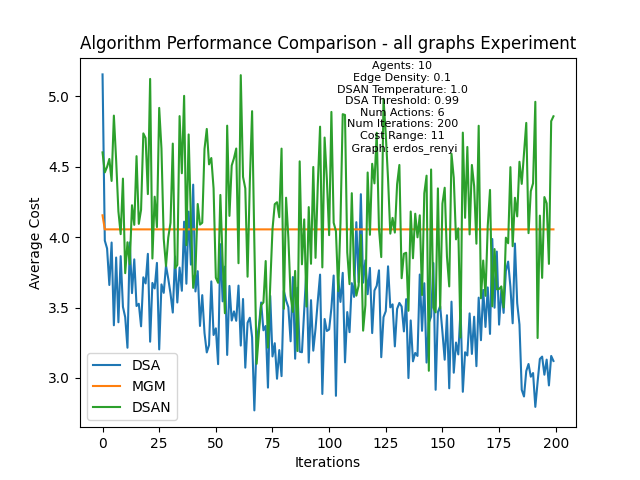 Algorithm Performance Comparison - all graphs Experiment
Agents: 10
Edge Density: 0.1
DSAN Temperature: 1.0
DSA Threshold: 0.99
Num Actions: 6
Num Iterations: 200
Cost Range: 11
Graph: erdos_renyi
Average Cost
5.0
4.5
4.0
3.5
3.0
DSA
MGM
DSAN
0 25 50 75 100 125 150 175 200
Iterations